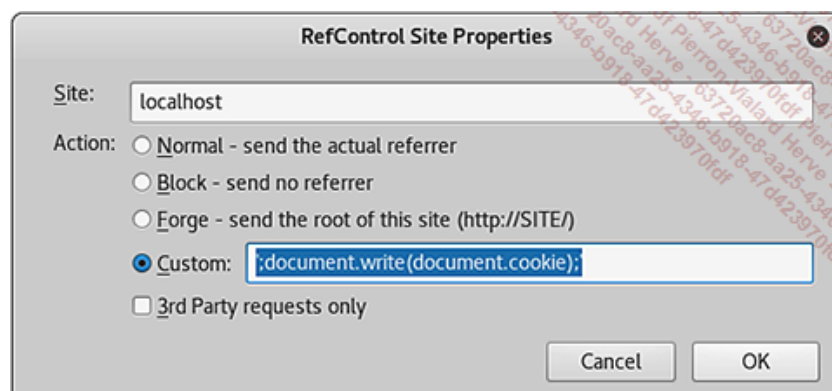 RefControl Site Properties
Site: localhost
Action: Normal - send the actual referrer
Block - send no referrer
Forge - send the root of this site (http://SITE/)
Custom: ';document.write(document.cookie);'
3rd Party requests only
Cancel OK